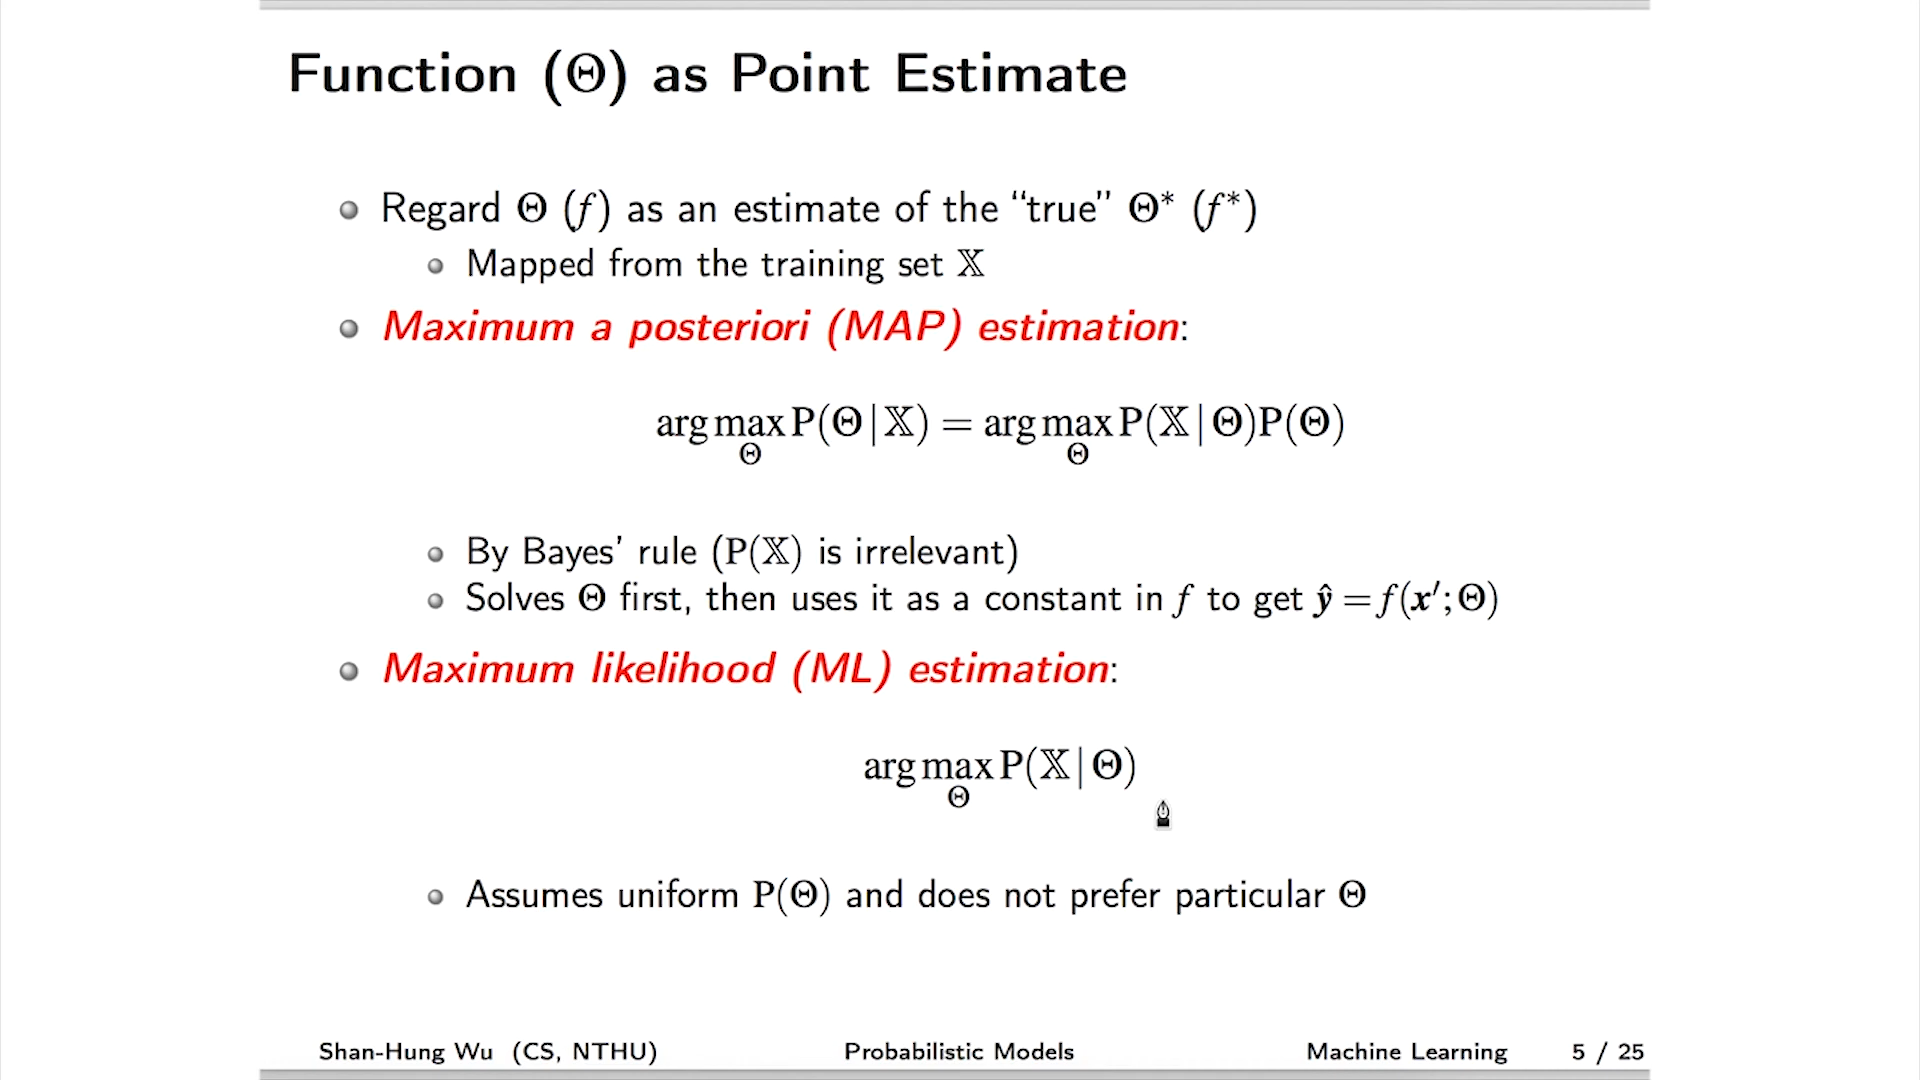 Function (Θ) as Point Estimate
Regard Θ (f) as an estimate of the “true” Θ* (f*)
Mapped from the training set 𝕏
Maximum a posteriori (MAP) estimation:
arg max_Θ P(Θ | 𝕏) = arg max_Θ P(𝕏 | Θ)P(Θ)
By Bayes’ rule (P(𝕏) is irrelevant)
Solves Θ first, then uses it as a constant in f to get ŷ = f(x′; Θ)
Maximum likelihood (ML) estimation:
arg max_Θ P(𝕏 | Θ)
Assumes uniform P(Θ) and does not prefer particular Θ
Shan-Hung Wu (CS, NTHU) Probabilistic Models Machine Learning 5 / 25